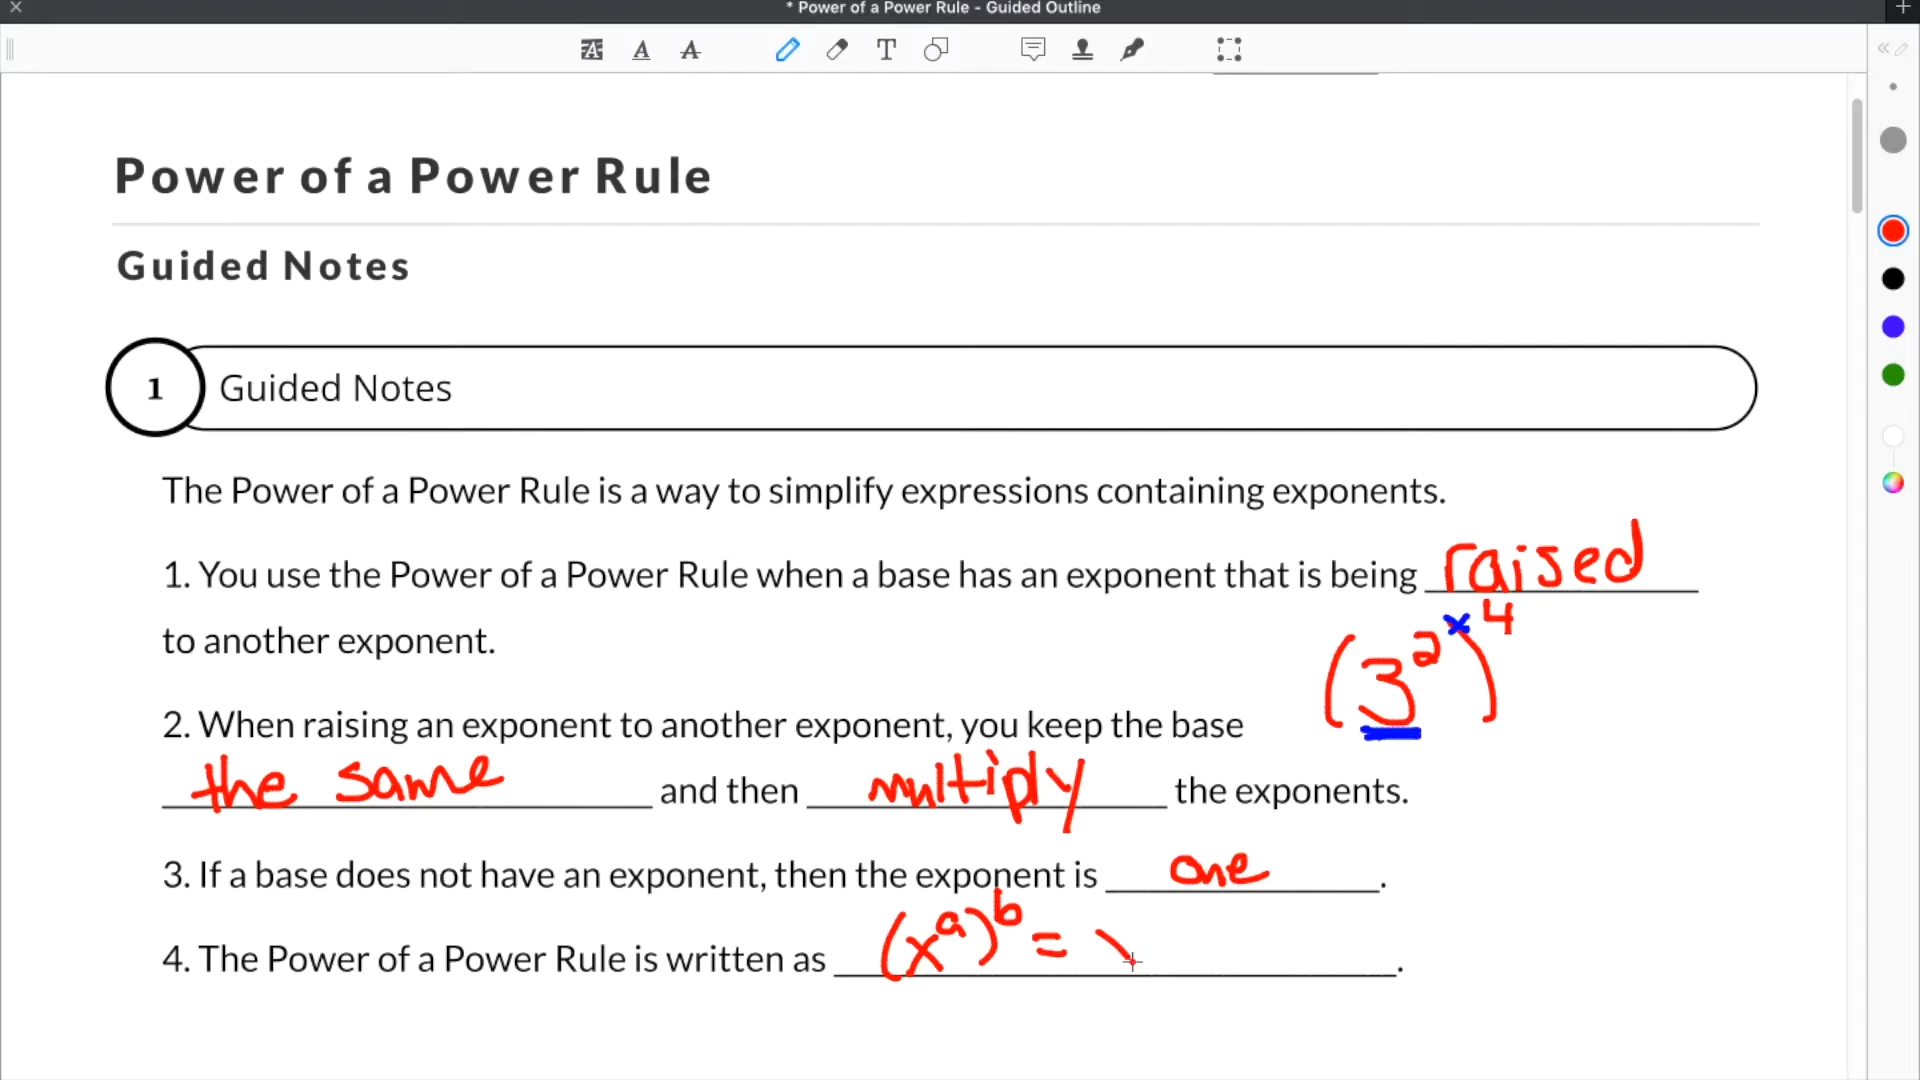 * Power of a Power Rule - Guided Outline
Power of a Power Rule
Guided Notes
1 Guided Notes
The Power of a Power Rule is a way to simplify expressions containing exponents.
1. You use the Power of a Power Rule when a base has an exponent that is being raised
to another exponent.
(3²ˣ)⁴
2. When raising an exponent to another exponent, you keep the base
the same and then multiply the exponents.
3. If a base does not have an exponent, then the exponent is one.
4. The Power of a Power Rule is written as (xᵃ)ᵇ =